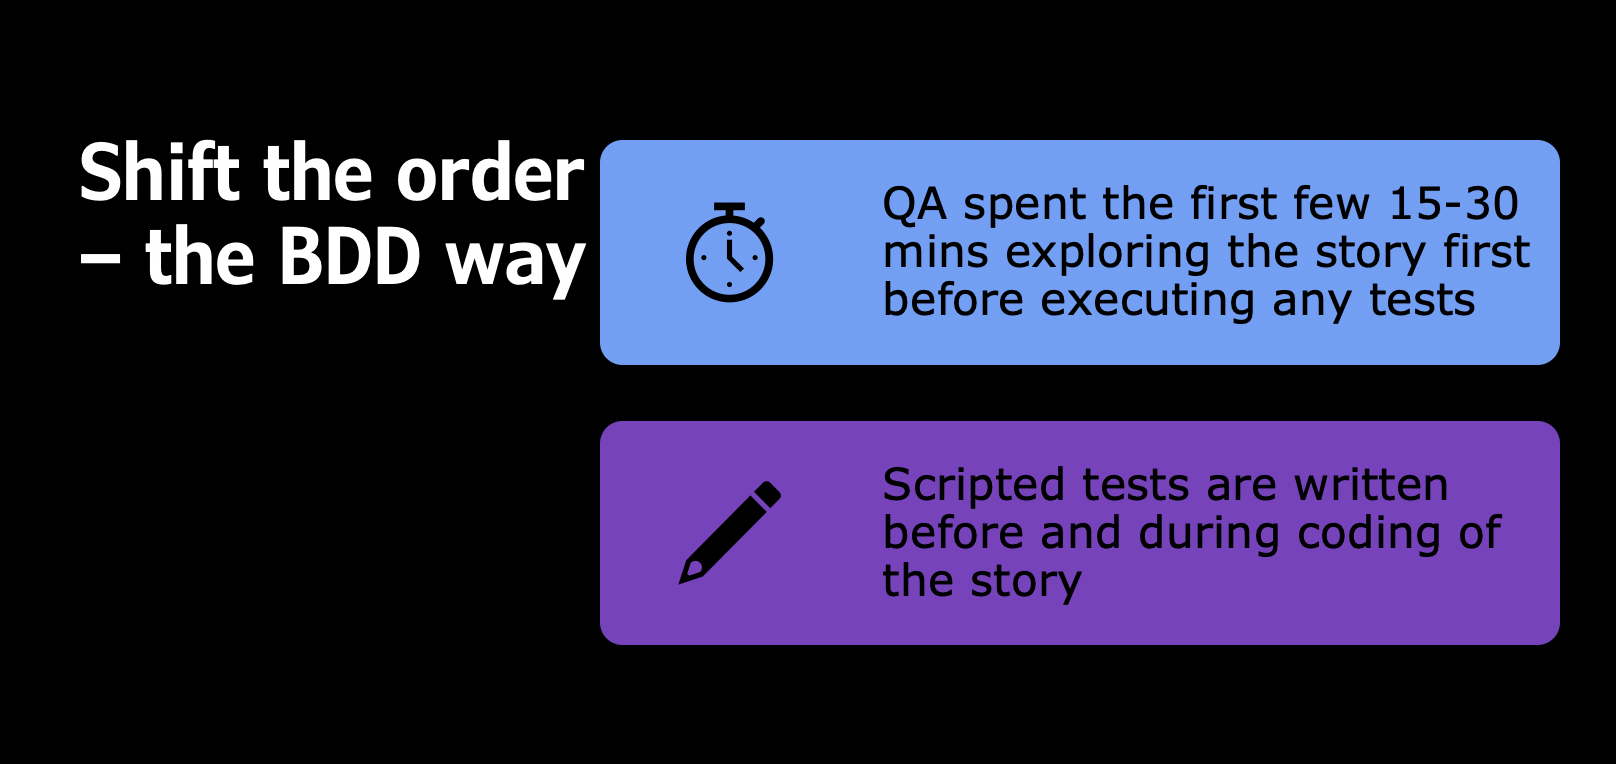 Shift the order
– the BDD way
QA spent the first few 15-30
mins exploring the story first
before executing any tests
Scripted tests are written
before and during coding of
the story